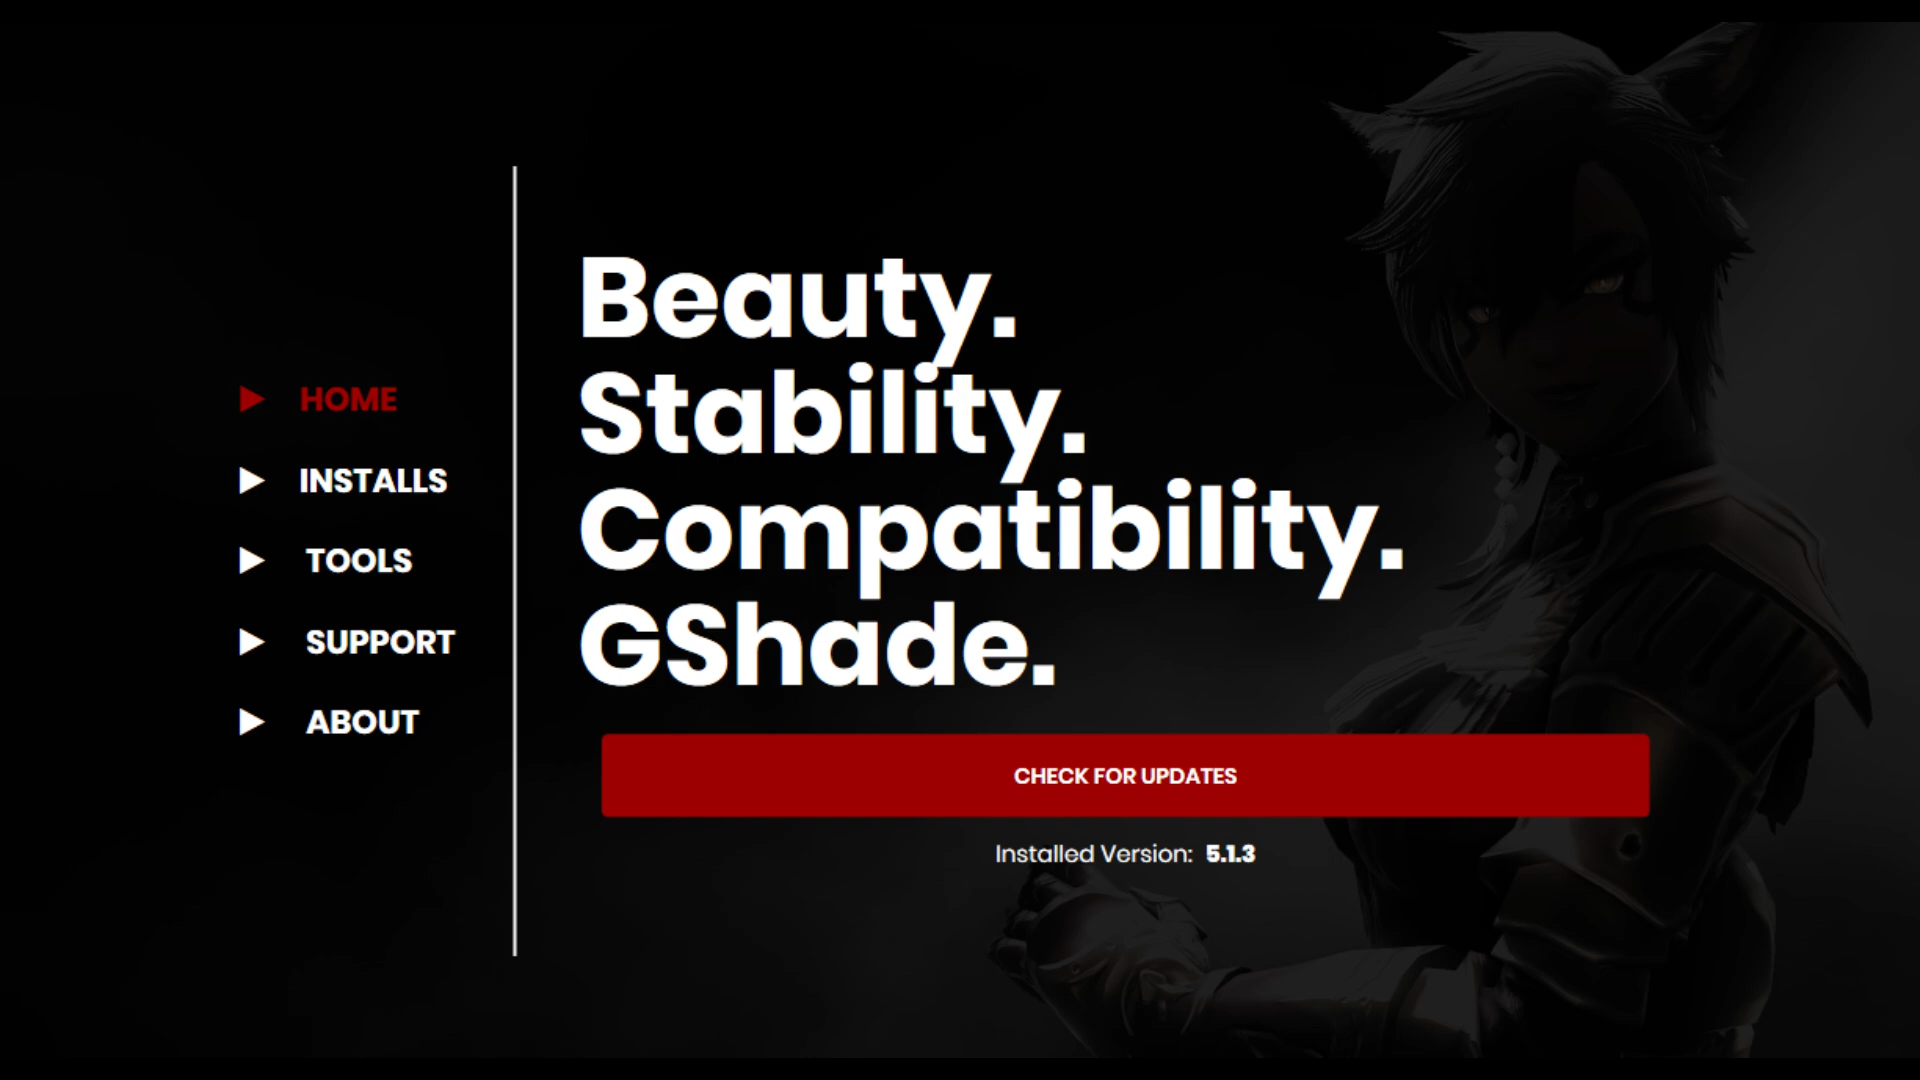 HOME
INSTALLS
TOOLS
SUPPORT
ABOUT
Beauty.
Stability.
Compatibility.
GShade.
CHECK FOR UPDATES
Installed Version: 5.1.3